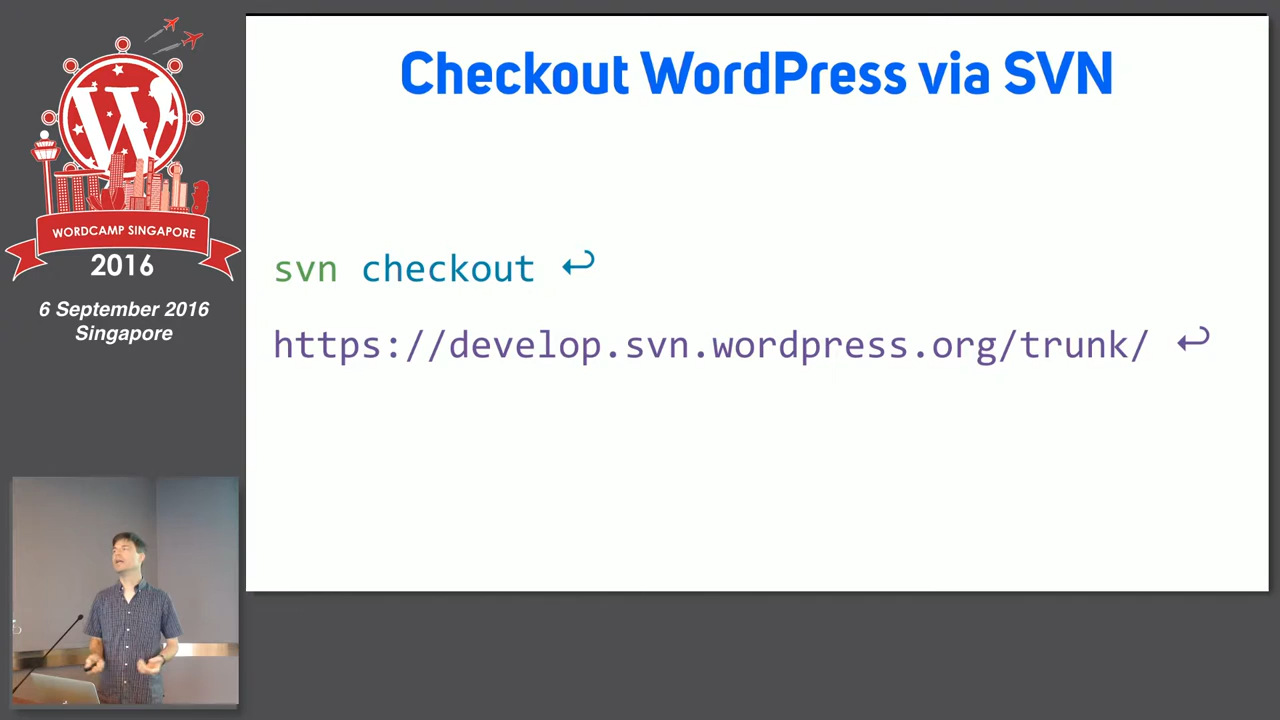 WORDCAMP SINGAPORE
2016
6 September 2016
Singapore
Checkout WordPress via SVN
svn checkout ↩
https://develop.svn.wordpress.org/trunk/ ↩